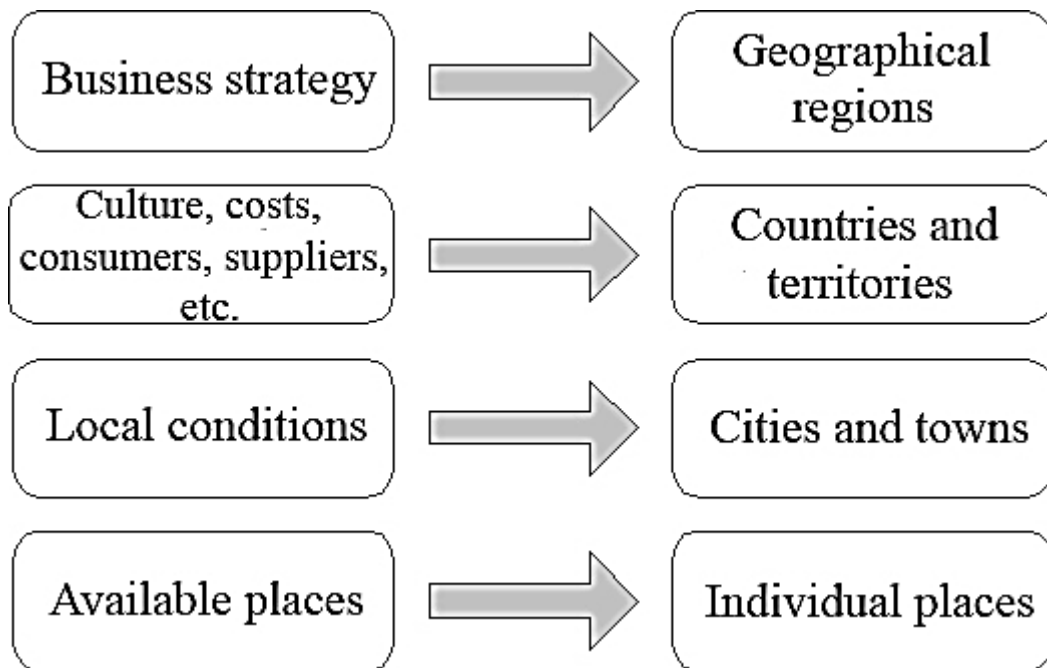 Business strategy
Geographical
regions
Culture, costs,
consumers, suppliers,
etc.
Countries and
territories
Local conditions
Cities and towns
Available places
Individual places